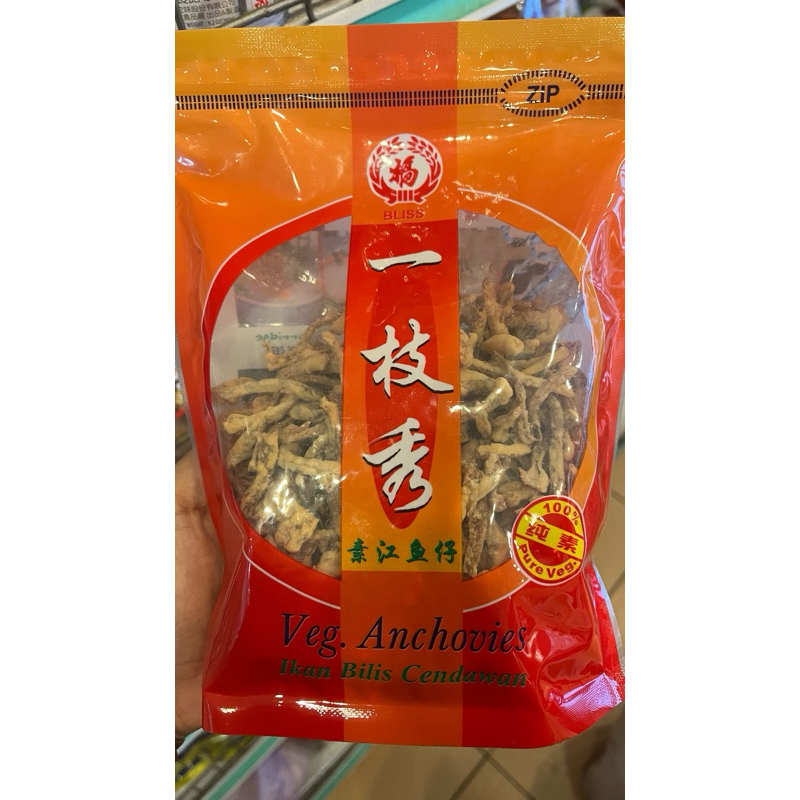 ZiP
福
BLISS
一枝秀
素江鱼仔
100%
纯素
Pure Veg.
Veg. Anchovies
Ikan Bilis Cendawan